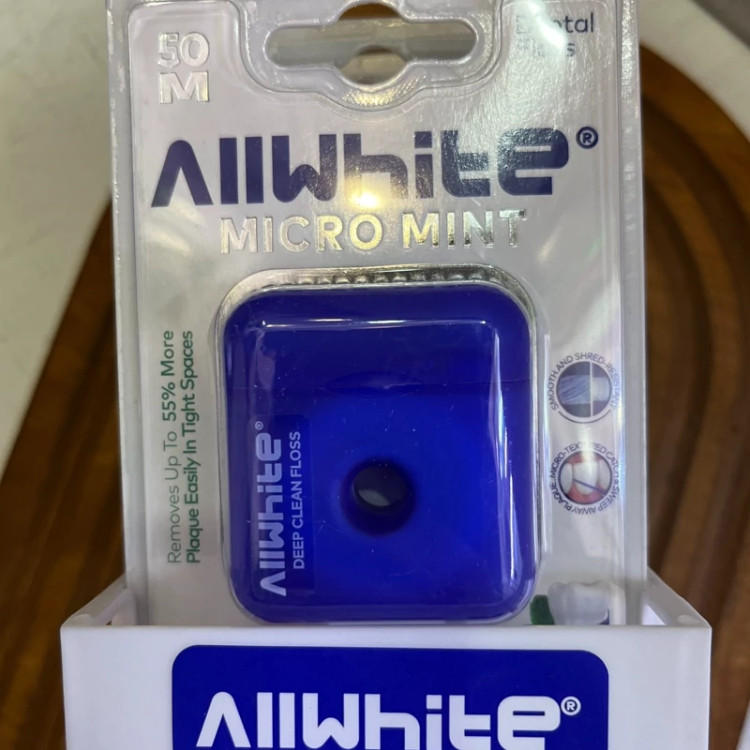 50
M
Dental
Floss
AllWhite®
MICRO MINT
Removes Up To 55% More
Plaque Easily In Tight Spaces
AllWhite®
DEEP CLEAN FLOSS
SMOOTH AND SHRED-
AllWhite®